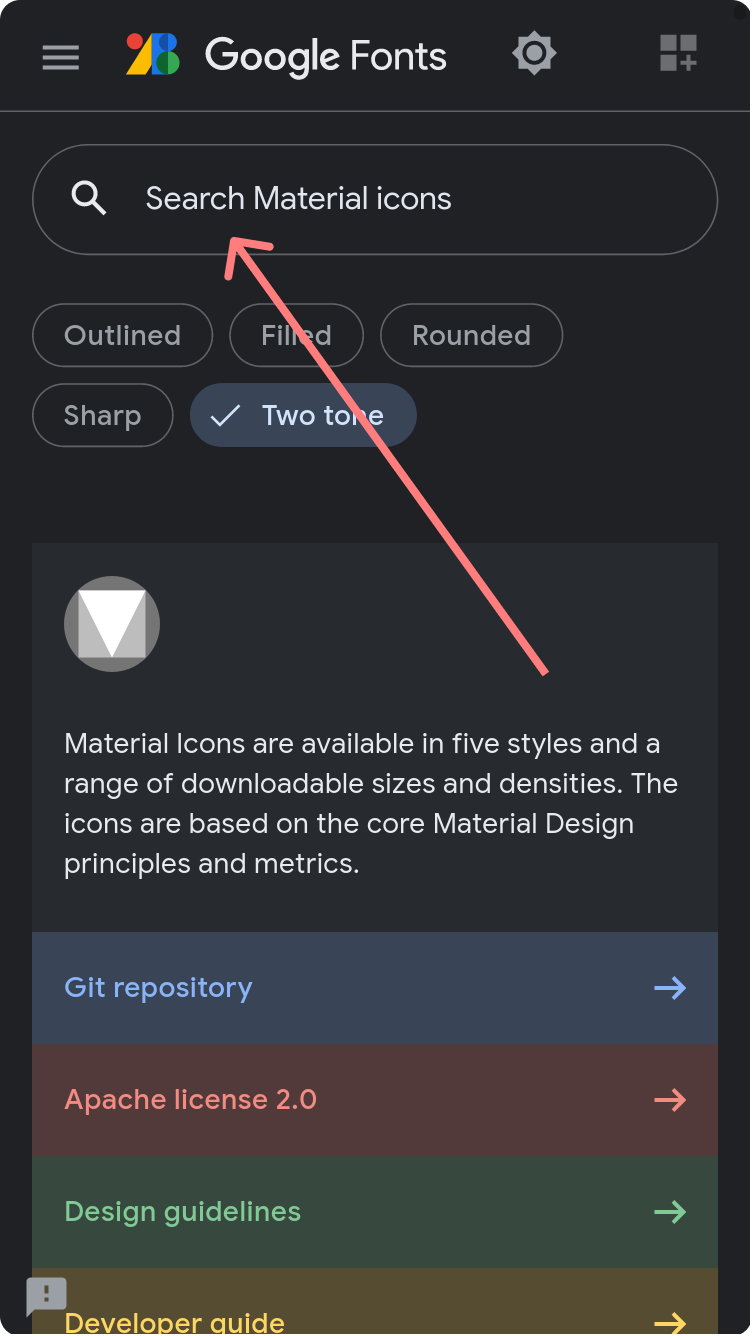 Google Fonts
Search Material icons
Outlined Filled Rounded
Sharp Two tone
Material Icons are available in five styles and a
range of downloadable sizes and densities. The
icons are based on the core Material Design
principles and metrics.
Git repository
Apache license 2.0
Design guidelines
Developer guide